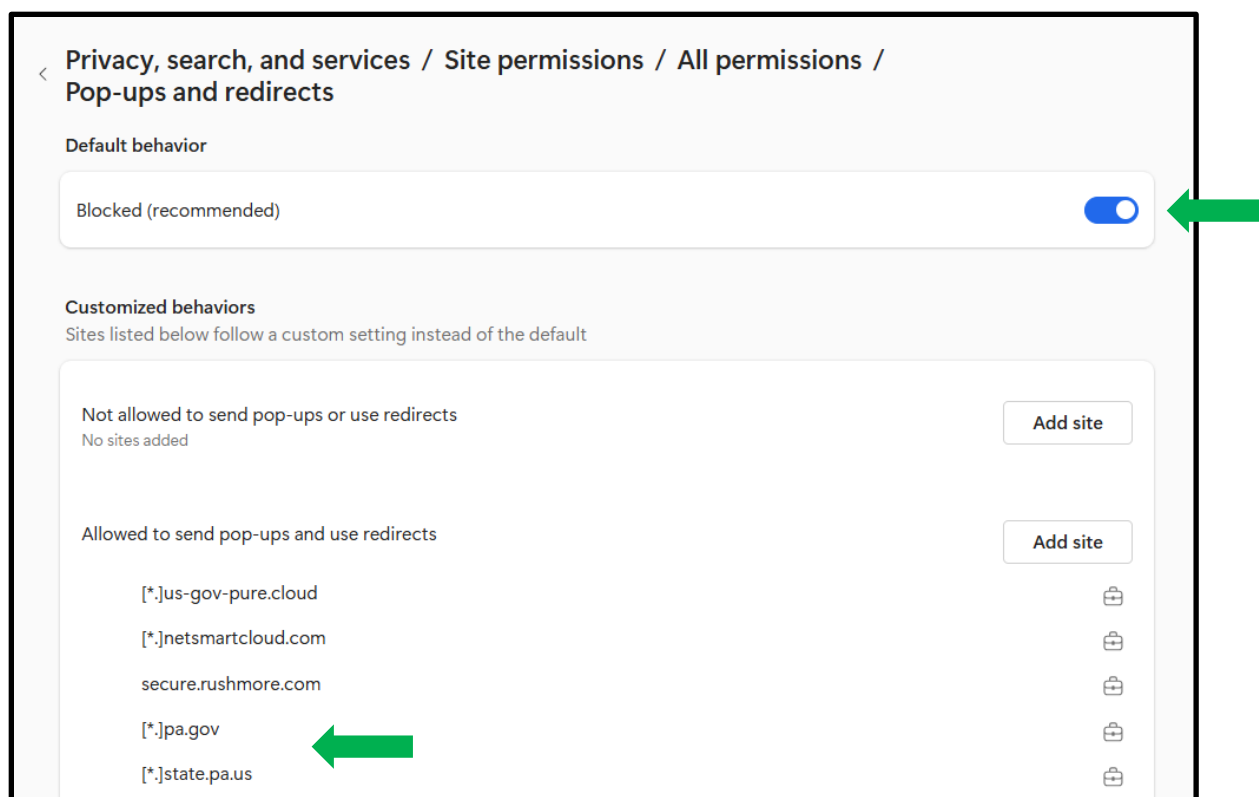 Privacy, search, and services / Site permissions / All permissions /
Pop-ups and redirects
Default behavior
Blocked (recommended)
Customized behaviors
Sites listed below follow a custom setting instead of the default
Not allowed to send pop-ups or use redirects
Add site
No sites added
Allowed to send pop-ups and use redirects
Add site
[*.]us-gov-pure.cloud
[*.]netsmartcloud.com
secure.rushmore.com
[*.]pa.gov
[*.]state.pa.us